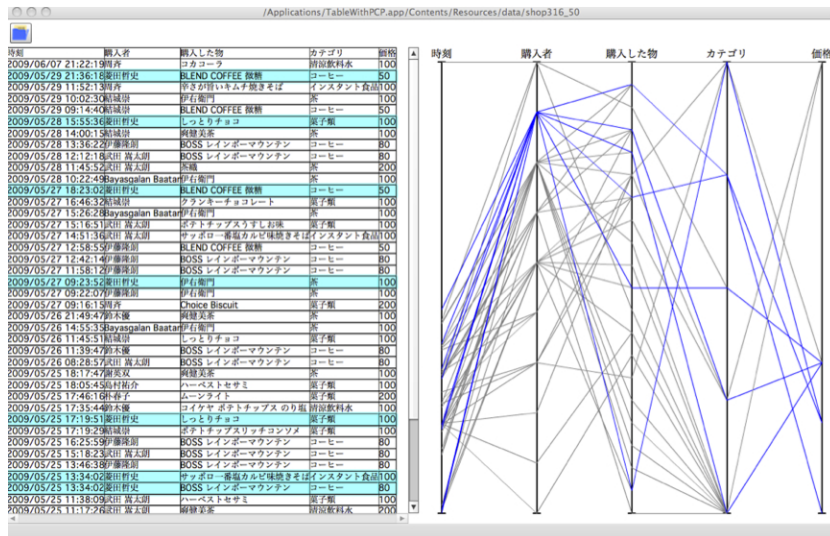 /Applications/TableWithPCP.app/Contents/Resources/data/shop316_50
時刻 購入者 購入した物 カテゴリ 価格
2009/06/07 21:22:19 周斉 コカコーラ 清涼飲料水 100
2009/05/29 21:36:18 菱田哲史 BLEND COFFEE 微糖 コーヒー 50
2009/05/29 11:52:13 周斉 辛さが旨いキムチ焼きそば インスタント食品 100
2009/05/29 10:02:30 結城崇 伊右衛門 茶 100
2009/05/29 09:14:40 結城崇 BLEND COFFEE 微糖 コーヒー 50
2009/05/28 15:55:36 菱田哲史 しっとりチョコ 菓子類 100
2009/05/28 14:00:15 結城崇 爽健美茶 茶 100
2009/05/28 13:36:22 伊藤隆朗 BOSS レインボーマウンテン コーヒー 80
2009/05/28 12:12:18 武田 嵩太朗 BOSS レインボーマウンテン コーヒー 80
2009/05/28 11:45:52 武田 嵩太朗 茶 200
2009/05/28 10:22:49 Bayasgalan Baatar 伊右衛門 茶 100
2009/05/27 18:23:02 菱田哲史 BLEND COFFEE 微糖 コーヒー 50
2009/05/27 16:46:32 結城崇 クランキーチョコレート 菓子類 100
2009/05/27 15:26:28 Bayasgalan Baatar 伊右衛門 茶 100
2009/05/27 15:16:51 武田 嵩太朗 ポテトチップスうすしお味 菓子類 100
2009/05/27 14:51:36 武田 嵩太朗 サッポロ一番塩カルビ味焼きそば インスタント食品 100
2009/05/27 12:58:55 伊藤隆朗 BLEND COFFEE 微糖 コーヒー 50
2009/05/27 12:42:14 伊藤隆朗 BOSS レインボーマウンテン コーヒー 80
2009/05/27 11:58:12 伊藤隆朗 BOSS レインボーマウンテン コーヒー 80
2009/05/27 09:23:52 菱田哲史 伊右衛門 茶 100
2009/05/27 09:22:07 伊藤隆朗 伊右衛門 茶 100
2009/05/27 09:16:15 周斉 Choice Biscuit 菓子類 200
2009/05/26 21:49:47 鈴木優 爽健美茶 茶 100
2009/05/26 14:55:35 Bayasgalan Baatar 伊右衛門 茶 100
2009/05/26 11:45:51 結城崇 しっとりチョコ 菓子類 100
2009/05/26 11:39:47 鈴木優 BOSS レインボーマウンテン コーヒー 80
2009/05/26 08:28:57 武田 嵩太朗 BOSS レインボーマウンテン コーヒー 80
2009/05/25 18:17:47 謝英双 爽健美茶 茶 100
2009/05/25 18:05:45 島村祐介 ハーベストセサミ 菓子類 100
2009/05/25 17:46:16 朴春子 ムーンライト 菓子類 200
2009/05/25 17:35:44 鈴木優 コイケヤ ポテトチップス のり塩 清涼飲料水 100
2009/05/25 17:19:51 菱田哲史 しっとりチョコ 菓子類 100
2009/05/25 17:19:29 結城崇 ポテトチップスリッチコンソメ 菓子類 100
2009/05/25 16:25:59 伊藤隆朗 BOSS レインボーマウンテン コーヒー 80
2009/05/25 15:18:23 武田 嵩太朗 BOSS レインボーマウンテン コーヒー 80
2009/05/25 13:46:38 伊藤隆朗 BOSS レインボーマウンテン コーヒー 80
2009/05/25 13:34:02 菱田哲史 サッポロ一番塩カルビ味焼きそば インスタント食品 100
2009/05/25 13:34:02 菱田哲史 BOSS レインボーマウンテン コーヒー 80
2009/05/25 11:38:09 武田 嵩太朗 ハーベストセサミ 菓子類 100
2009/05/25 11:17:26 武田 嵩太朗 爽健美茶 茶 200
時刻 購入者 購入した物 カテゴリ 価格